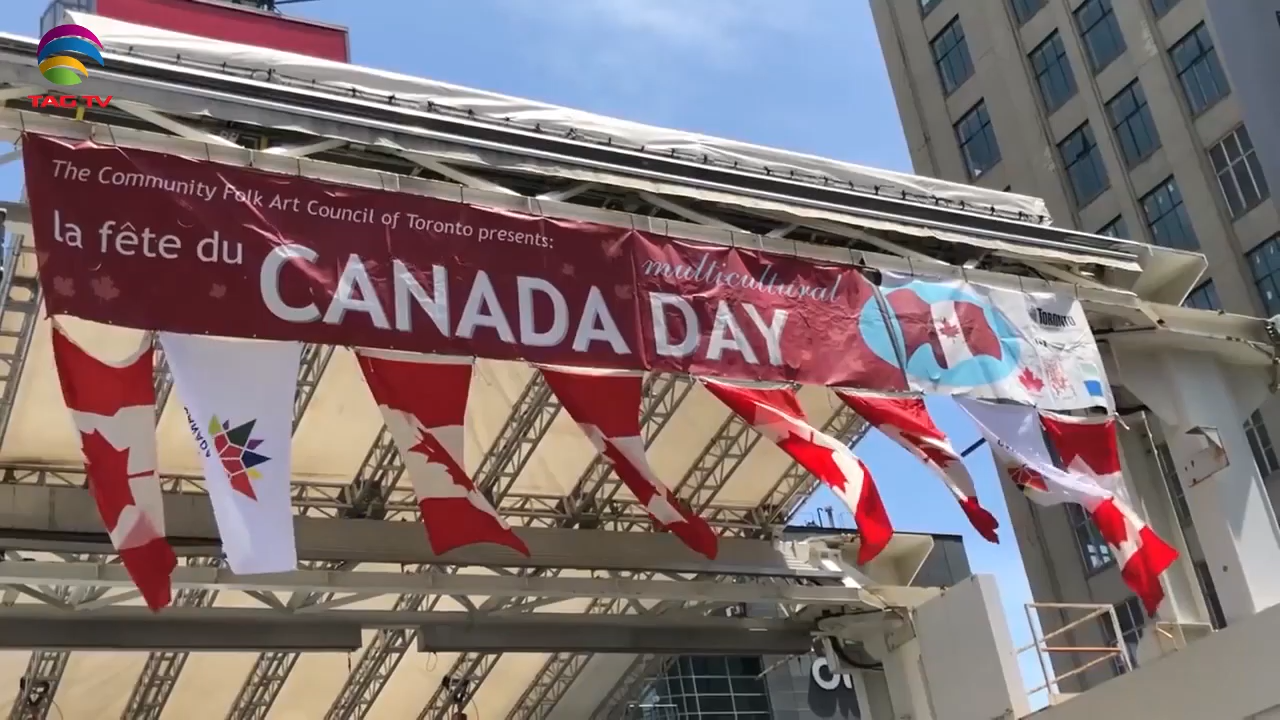 TAG TV
The Community Folk Art Council of Toronto presents:
la fête du
CANADA
multicultural
DAY
TORONTO